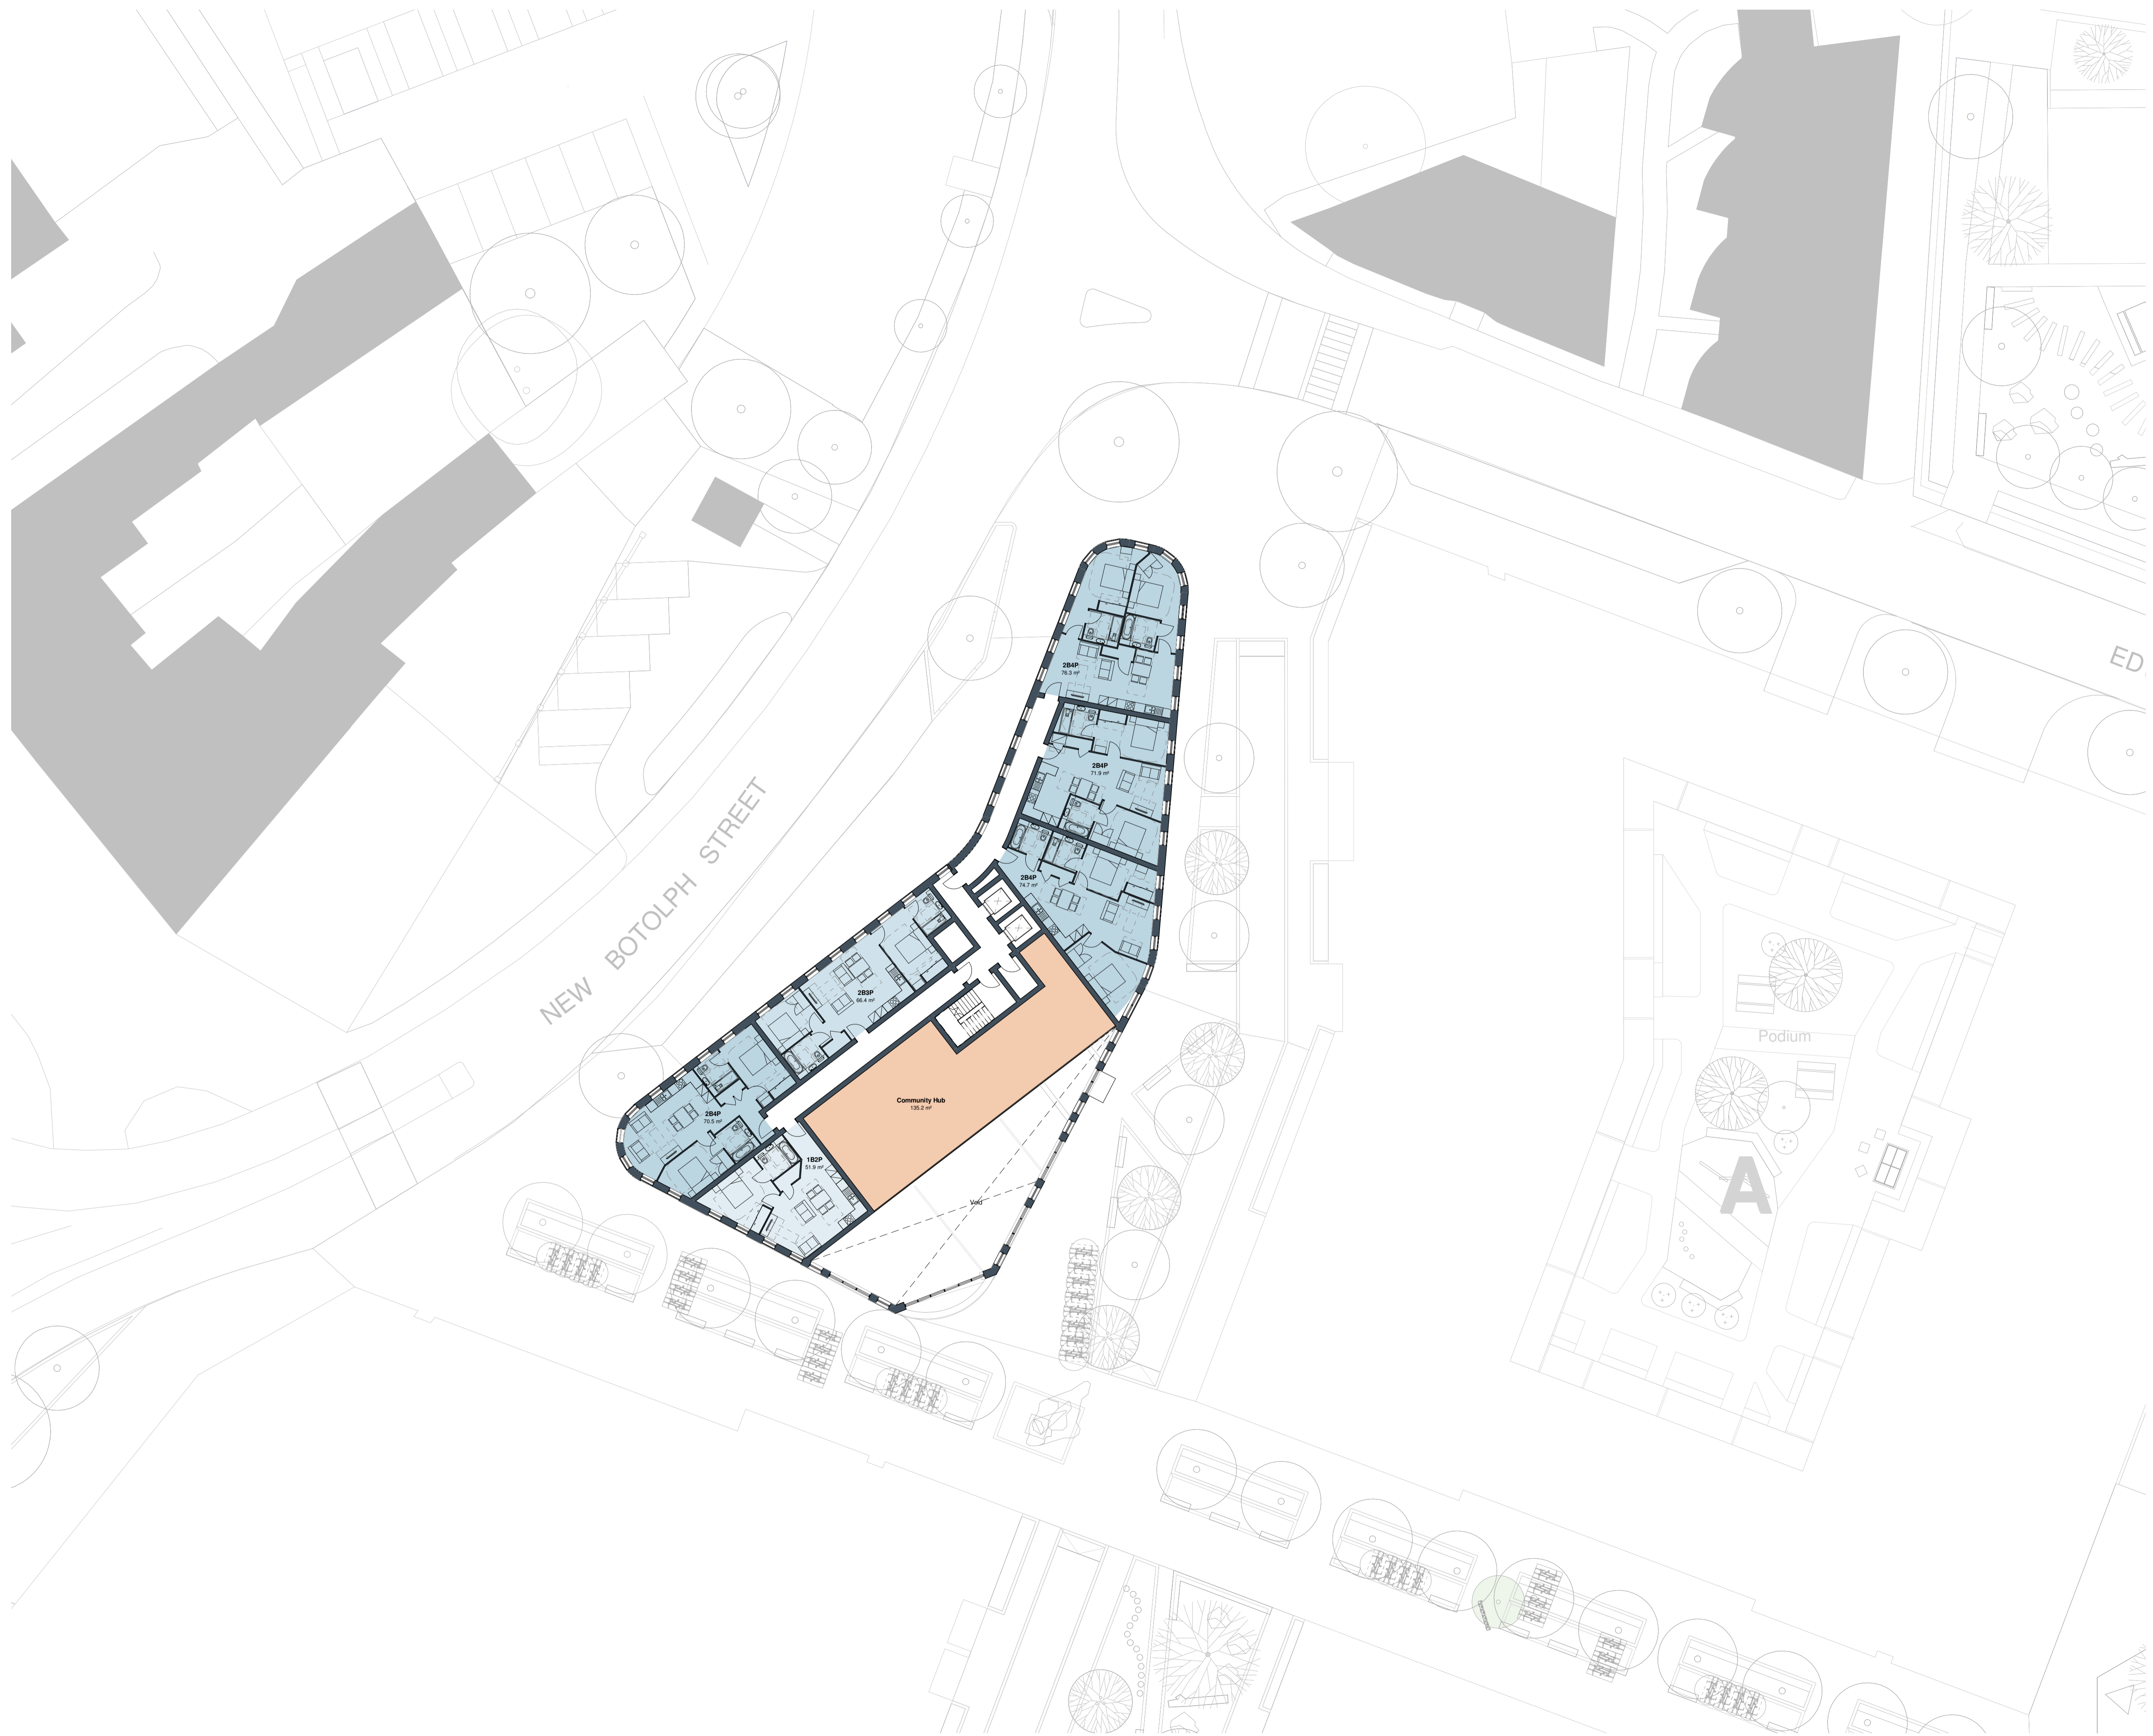 2B4P
76.3 m²
2B4P
71.9 m²
2B4P
74.7 m²
NEW BOTOLPH STREET
2B3P
66.4 m²
2B4P
70.5 m²
1B2P
51.9 m²
Community Hub
135.2 m²
Void
Podium
A
ED